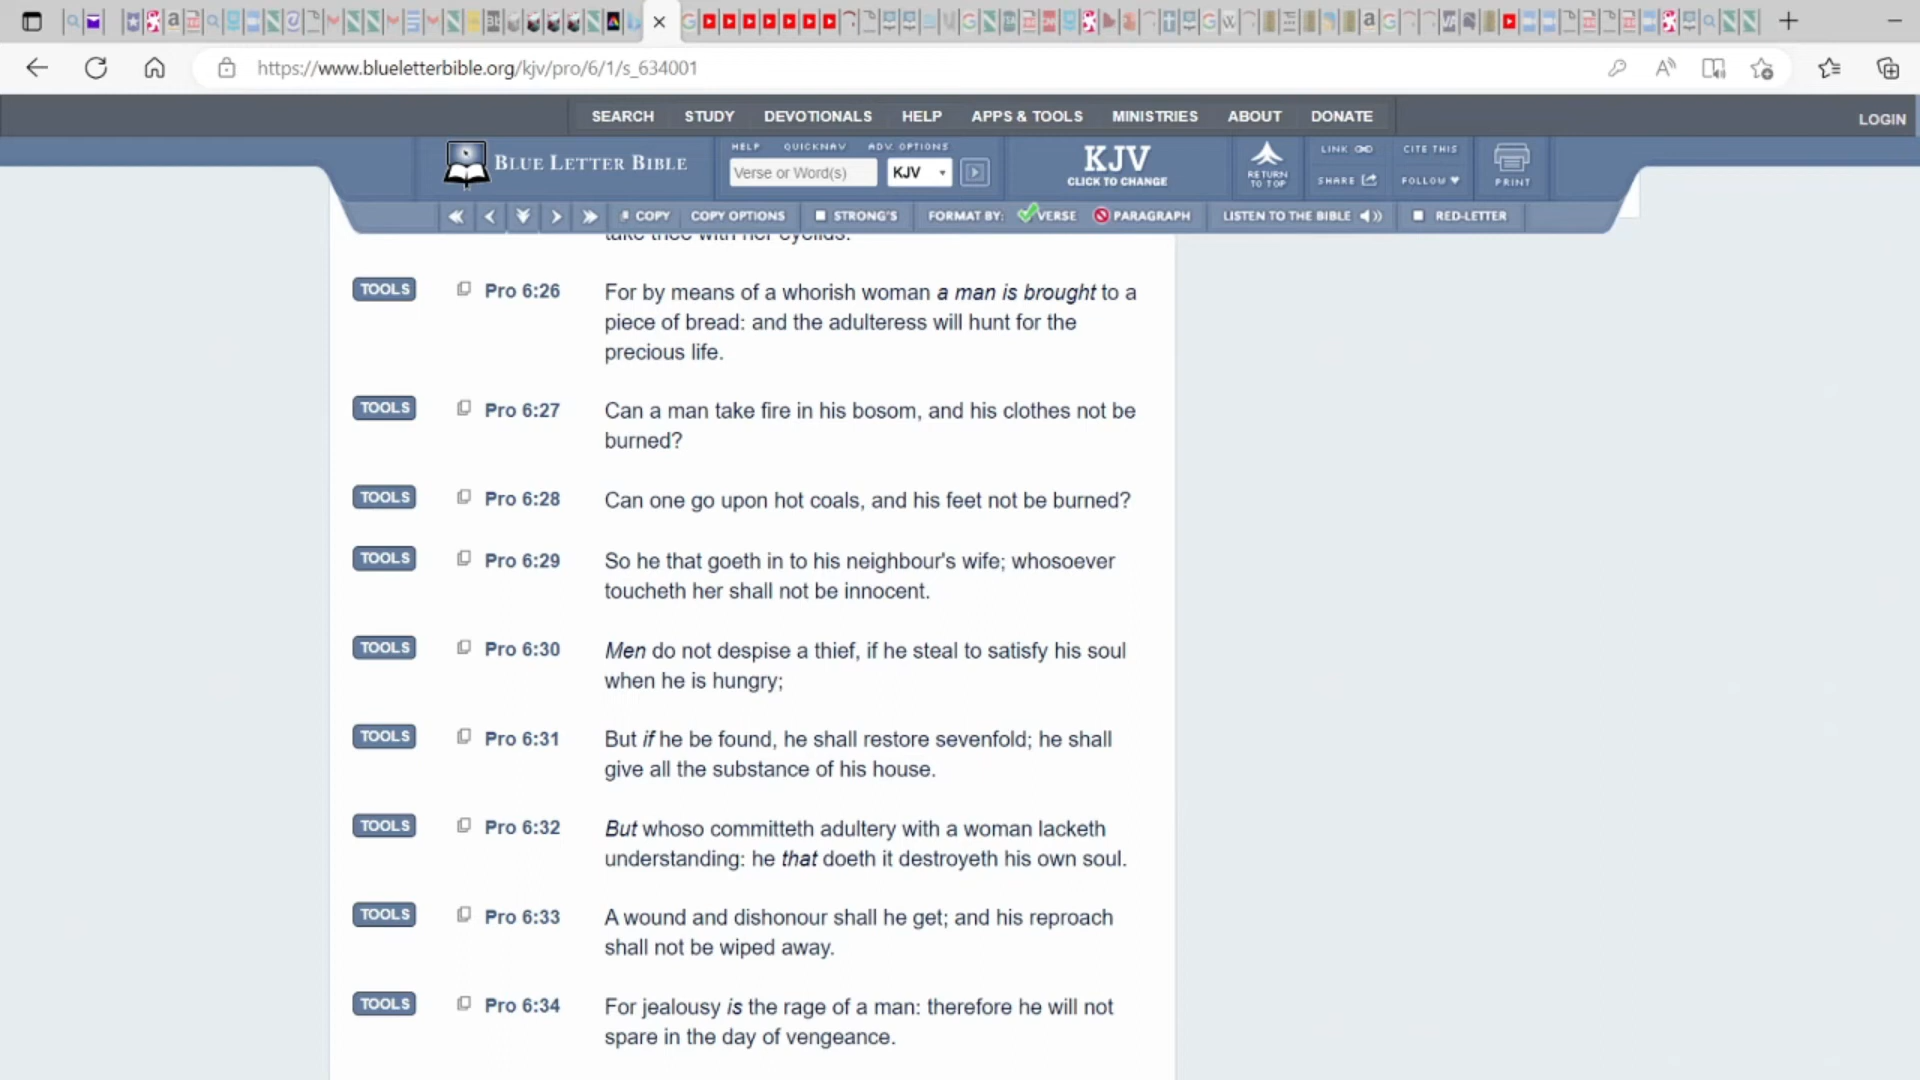 https://www.blueletterbible.org/kjv/pro/6/1/s_634001
SEARCH STUDY DEVOTIONALS HELP APPS & TOOLS MINISTRIES ABOUT DONATE
LOGIN
BLUE LETTER BIBLE
HELP QUICKNAV ADV. OPTIONS
Verse or Word(s)
KJV
KJV
CLICK TO CHANGE
RETURN
TO TOP
LINK
CITE THIS
SHARE
FOLLOW
PRINT
COPY COPY OPTIONS STRONG'S FORMAT BY: VERSE PARAGRAPH LISTEN TO THE BIBLE RED-LETTER
take thee with her eyelids.
TOOLS Pro 6:26 For by means of a whorish woman a man is brought to a
piece of bread: and the adulteress will hunt for the
precious life.
TOOLS Pro 6:27 Can a man take fire in his bosom, and his clothes not be
burned?
TOOLS Pro 6:28 Can one go upon hot coals, and his feet not be burned?
TOOLS Pro 6:29 So he that goeth in to his neighbour's wife; whosoever
toucheth her shall not be innocent.
TOOLS Pro 6:30 Men do not despise a thief, if he steal to satisfy his soul
when he is hungry;
TOOLS Pro 6:31 But if he be found, he shall restore sevenfold; he shall
give all the substance of his house.
TOOLS Pro 6:32 But whoso committeth adultery with a woman lacketh
understanding: he that doeth it destroyeth his own soul.
TOOLS Pro 6:33 A wound and dishonour shall he get; and his reproach
shall not be wiped away.
TOOLS Pro 6:34 For jealousy is the rage of a man: therefore he will not
spare in the day of vengeance.